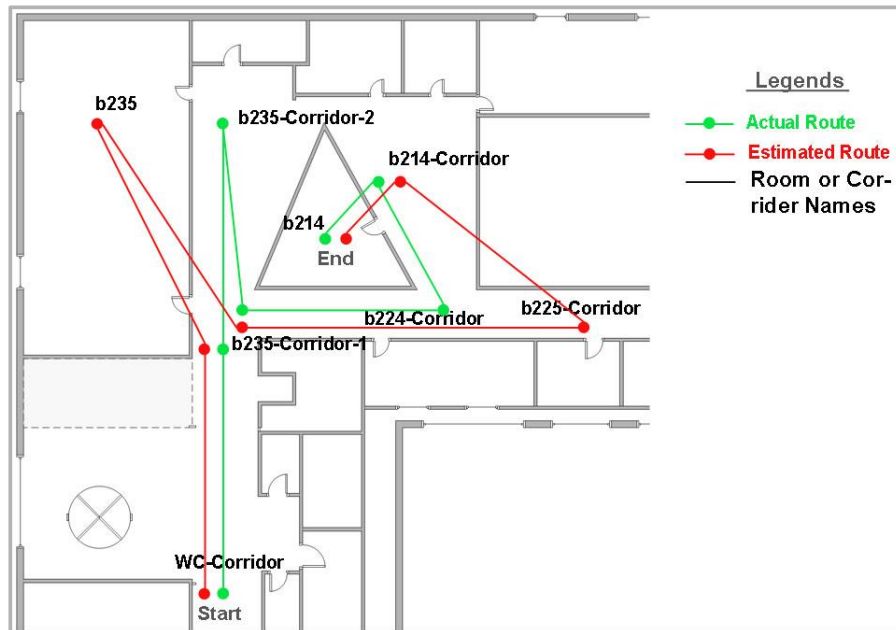 Legends
b235
b235-Corridor-2
Actual Route
b214-Corridor
Estimated Route
Room or Cor-
rider Names
b214
End
b225-Corridor
b224-Corridor
b235-Corridor-1
WC-Corridor
Start